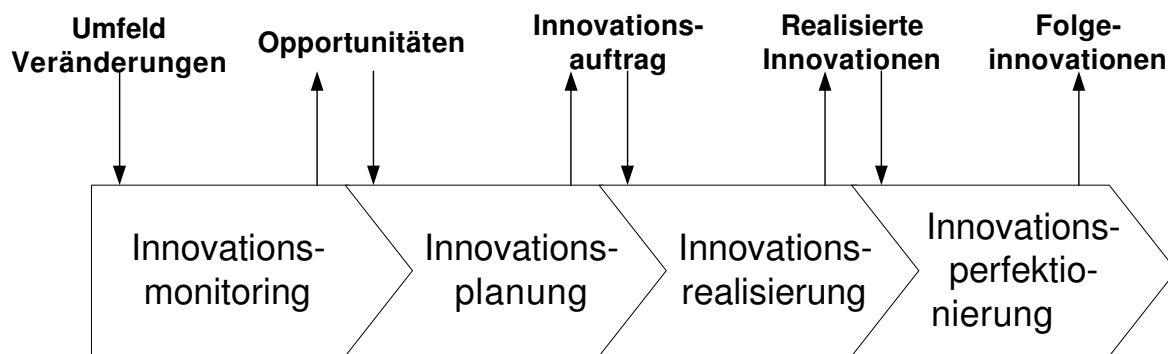 Umfeld
Veränderungen
Opportunitäten
Innovations-
auftrag
Realisierte
Innovationen
Folge-
innovationen
Innovations-
monitoring
Innovations-
planung
Innovations-
realisierung
Innovations-
perfektio-
nierung